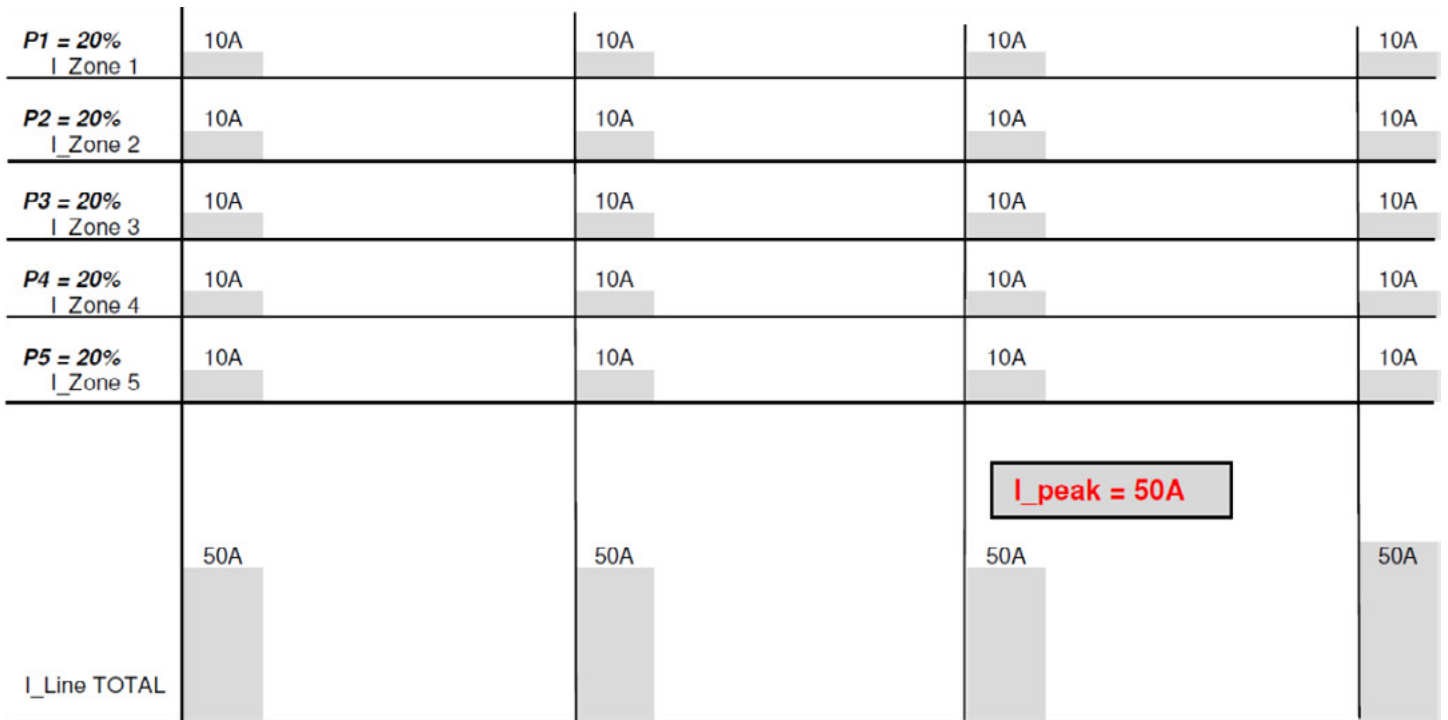 P1 = 20% 10A 10A 10A 10A
I_Zone 1
P2 = 20% 10A 10A 10A 10A
I_Zone 2
P3 = 20% 10A 10A 10A 10A
I_Zone 3
P4 = 20% 10A 10A 10A 10A
I_Zone 4
P5 = 20% 10A 10A 10A 10A
I_Zone 5
I_peak = 50A
50A 50A 50A 50A
I_Line TOTAL